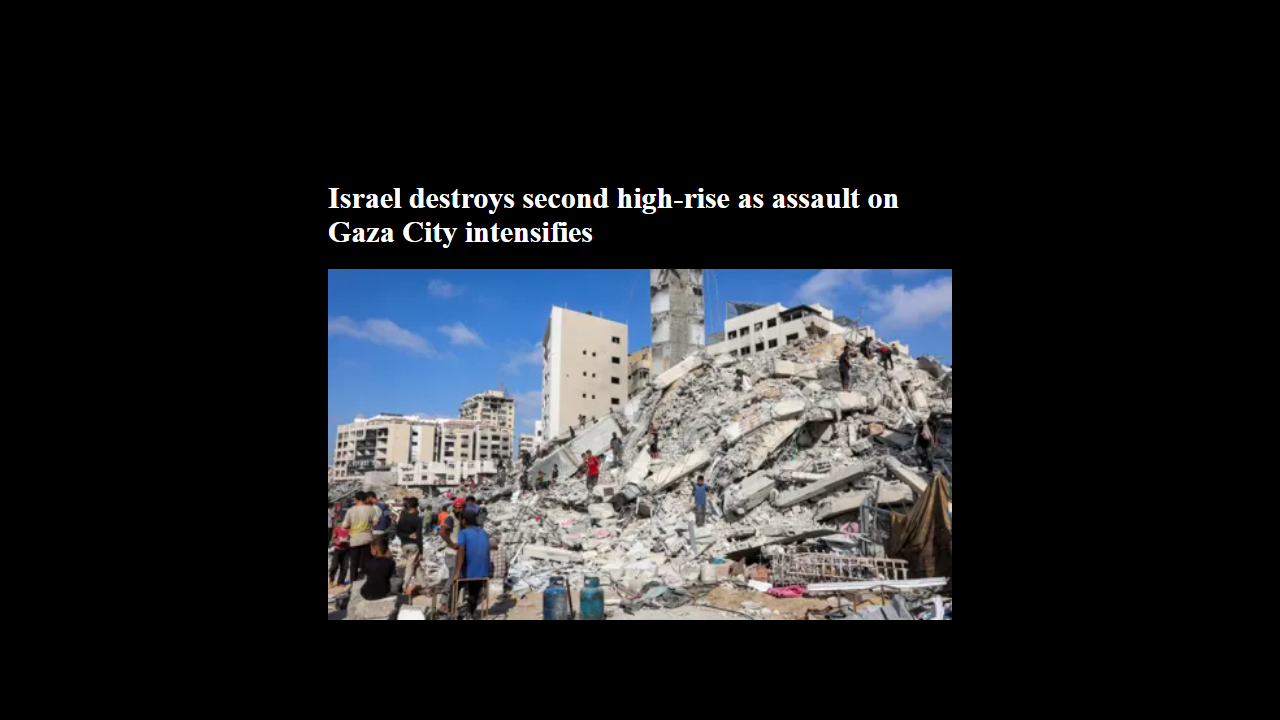 Israel destroys second high-rise as assault on
Gaza City intensifies